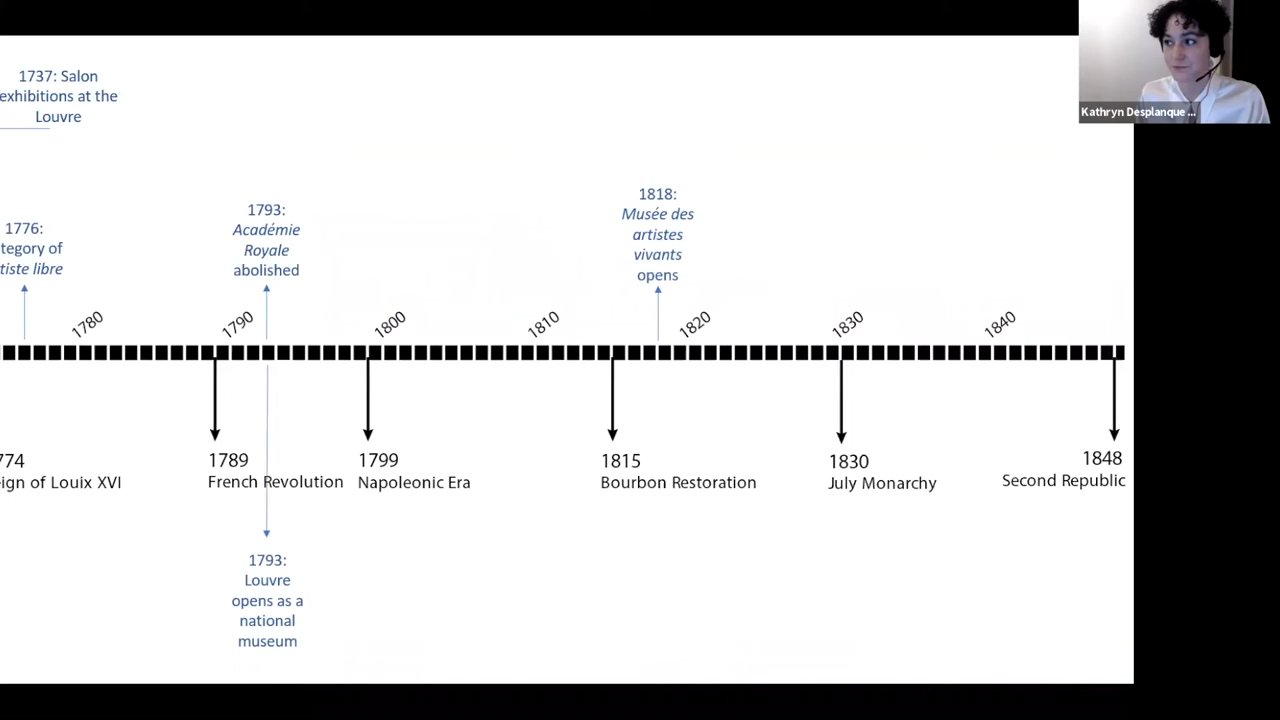 1737: Salon
exhibitions at the
Louvre
Kathryn Desplanque ...
1776:
tegory of
tiste libre
1793:
Académie
Royale
abolished
1818:
Musée des
artistes
vivants
opens
1780
1790
1800
1810
1820
1830
1840
774
eign of Louix XVI
1789
French Revolution
1799
Napoleonic Era
1815
Bourbon Restoration
1830
July Monarchy
1848
Second Republic
1793:
Louvre
opens as a
national
museum